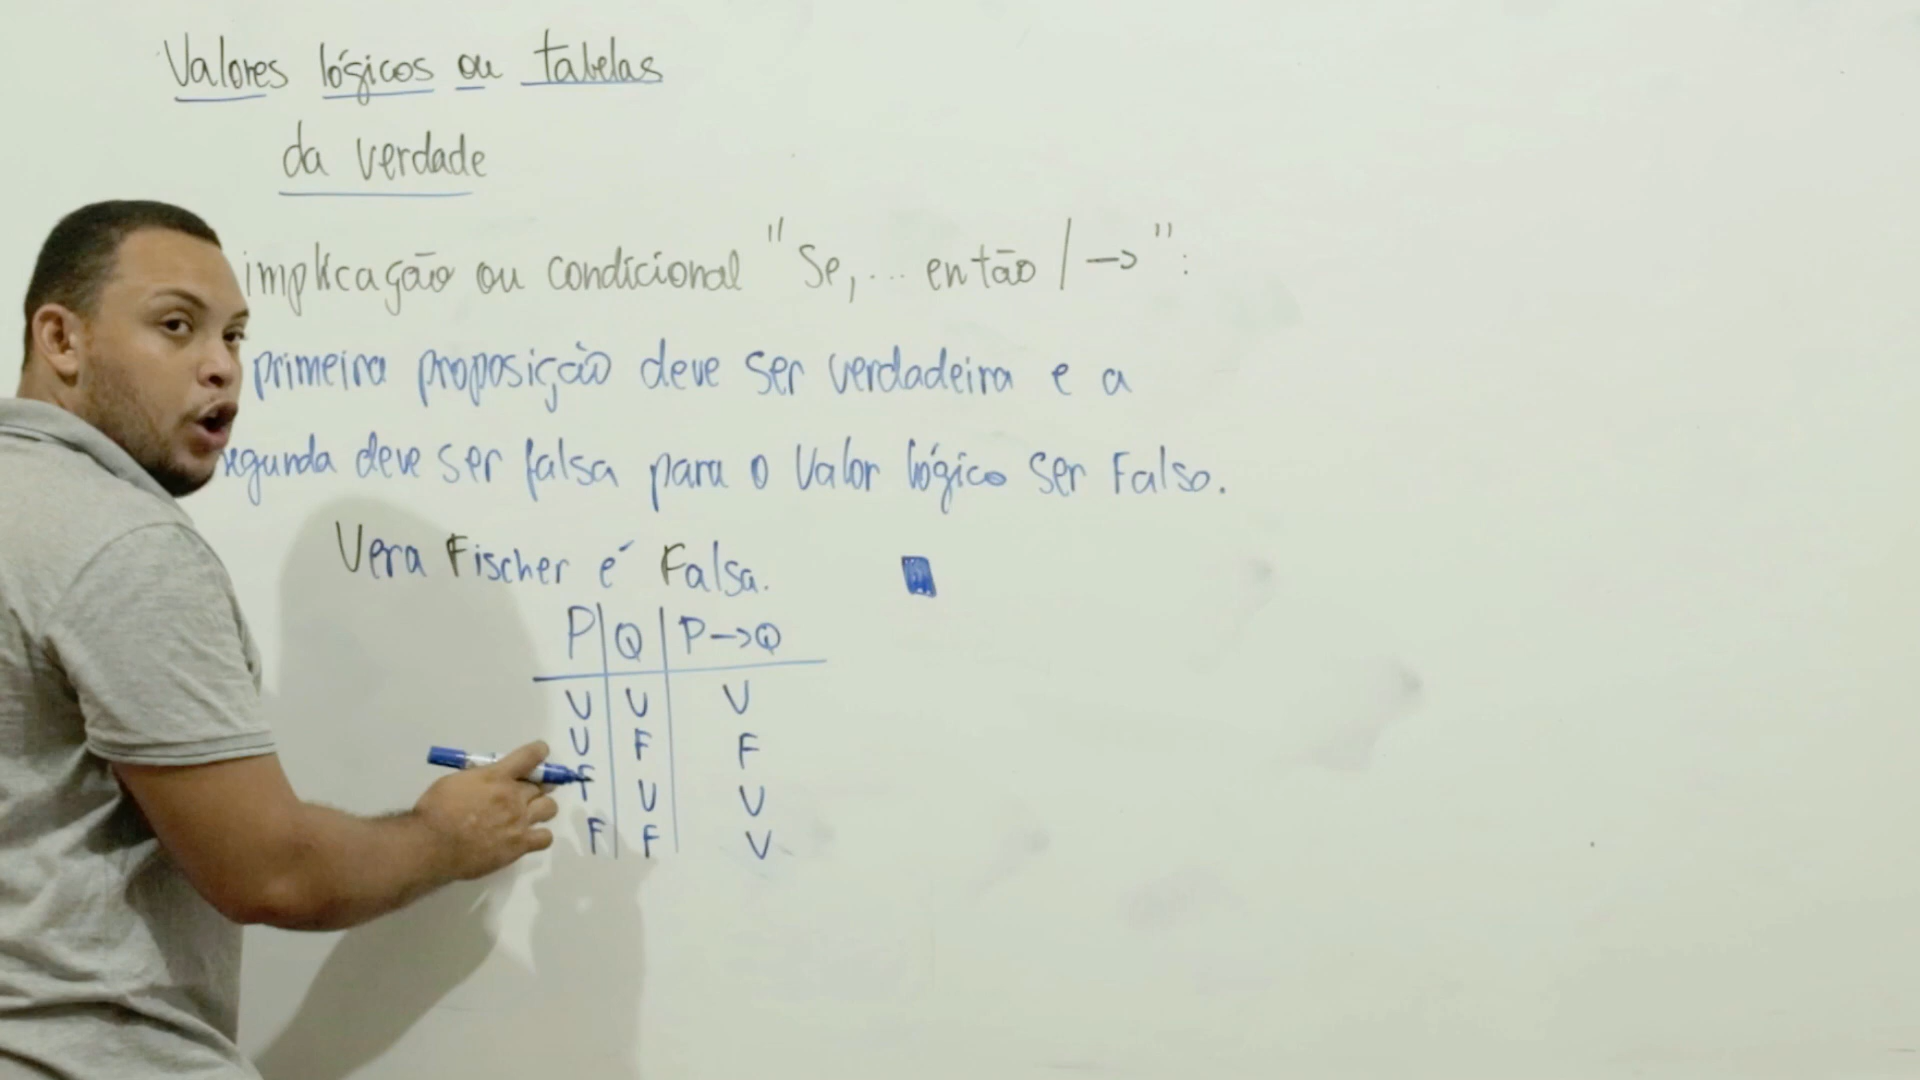 Valores lógicos ou tabelas
da verdade
implicação ou condicional "Se,... então / —>":
primeira proposição deve ser verdadeira e a
segunda deve ser falsa para o valor lógico ser Falso.
Vera Fischer é Falsa.
P | Q | P—>Q
V | V | V
V | F | F
F | V | V
F | F | V